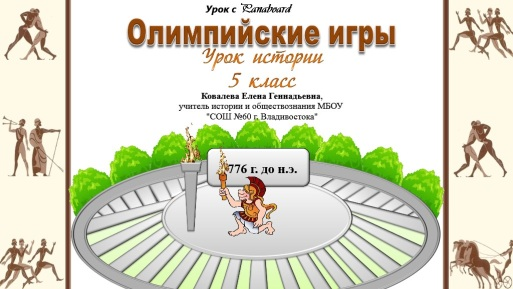 Урок с Panaboard
Олимпийские игры
Урок истории
5 класс
Ковалева Елена Геннадьевна,
учитель истории и обществознания МБОУ
"СОШ №60 г, Владивостока"
776 г. до н.э.